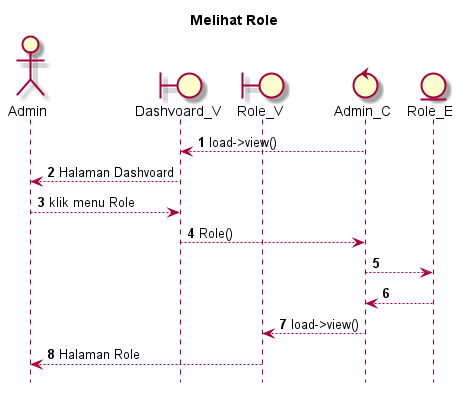 Melihat Role
Admin
Dashvoard_V
Role_V
Admin_C
Role_E
1 load->view()
2 Halaman Dashvoard
3 klik menu Role
4 Role()
5
6
7 load->view()
8 Halaman Role